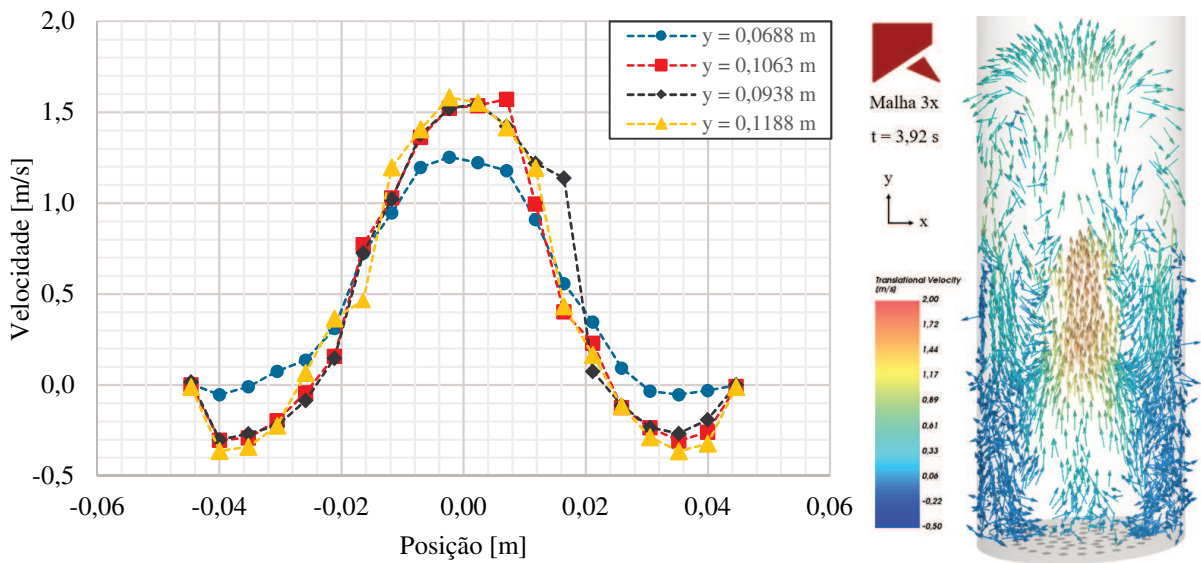 2,0
1,5
1,0
0,5
0,0
-0,5
Velocidade [m/s]
-0,06
-0,04
-0,02
0,00
0,02
0,04
0,06
Posição [m]
y = 0,0688 m
y = 0,1063 m
y = 0,0938 m
y = 0,1188 m
Malha 3x
t = 3,92 s
y
x
Translational Velocity
[m/s]
2,00
1,72
1,44
1,17
0,89
0,61
0,33
0,06
-0,22
-0,50